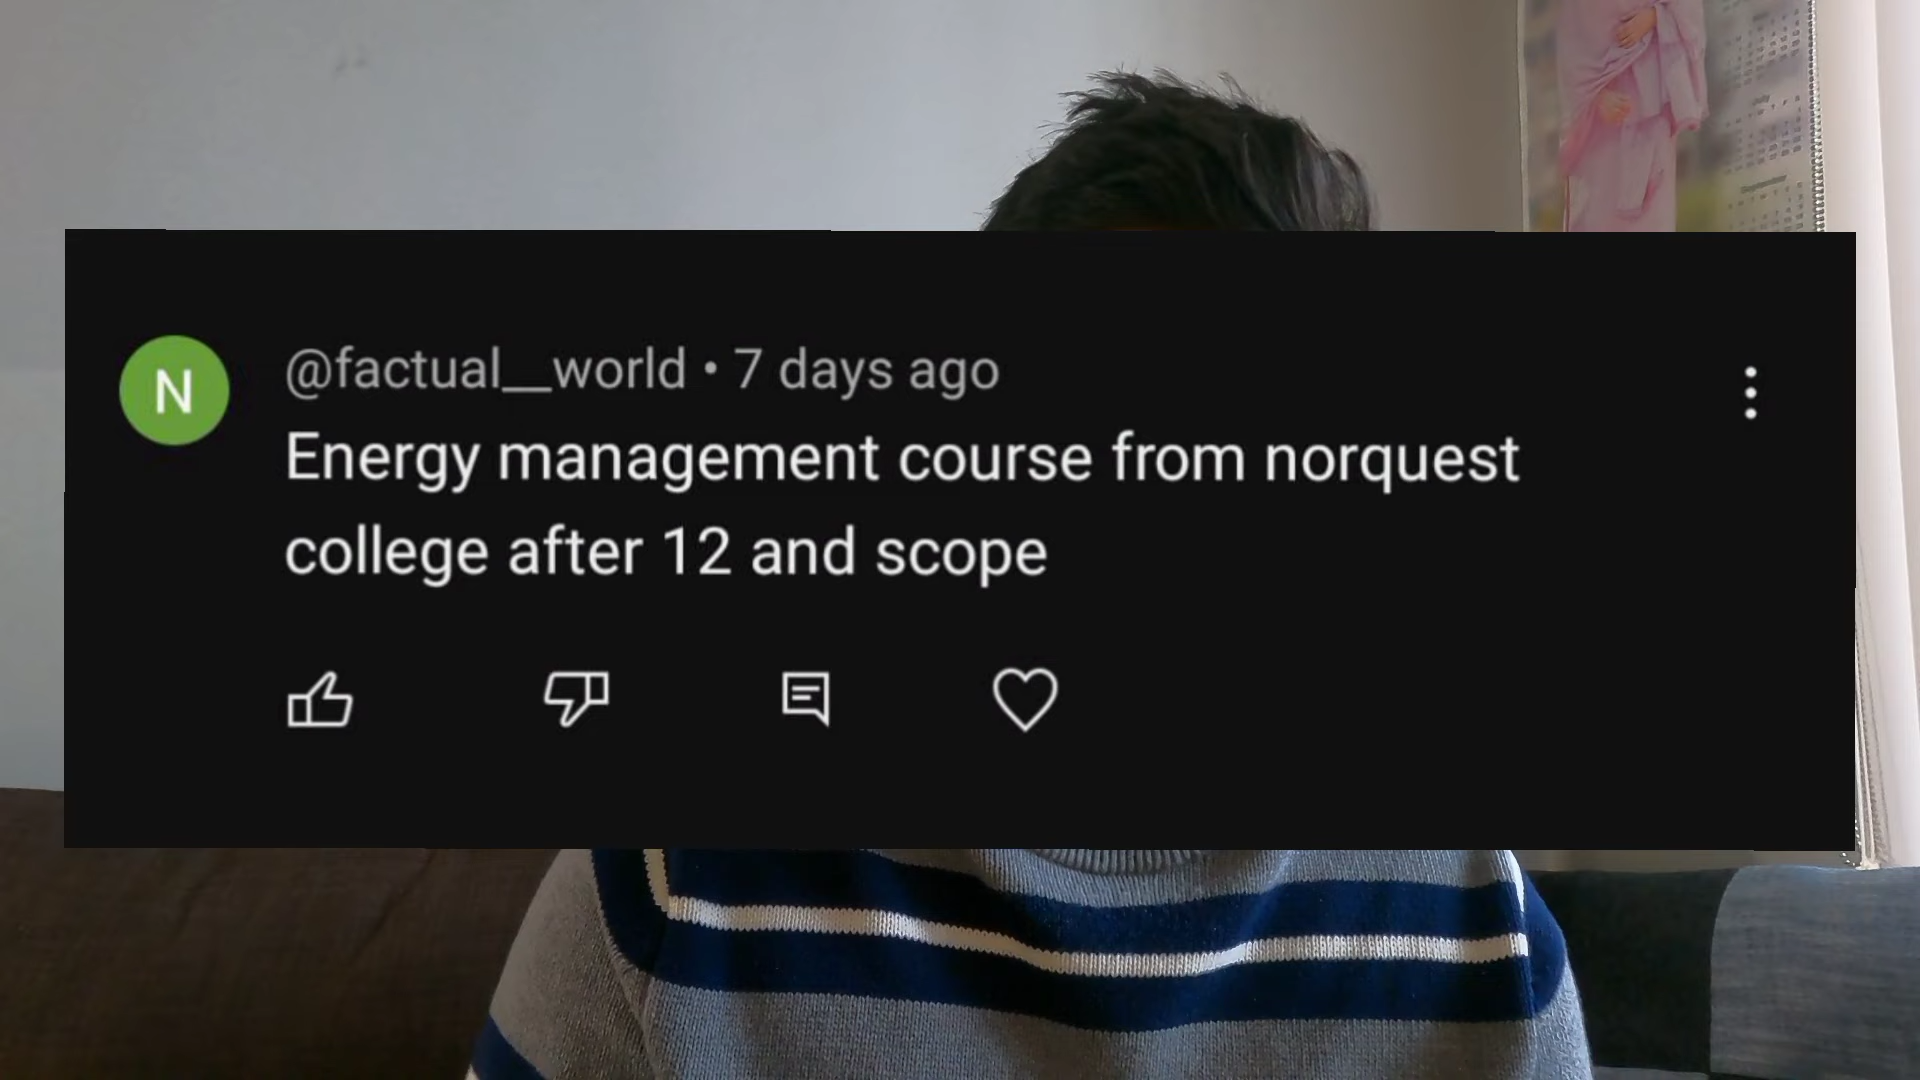 N
@factual__world • 7 days ago
Energy management course from norquest
college after 12 and scope